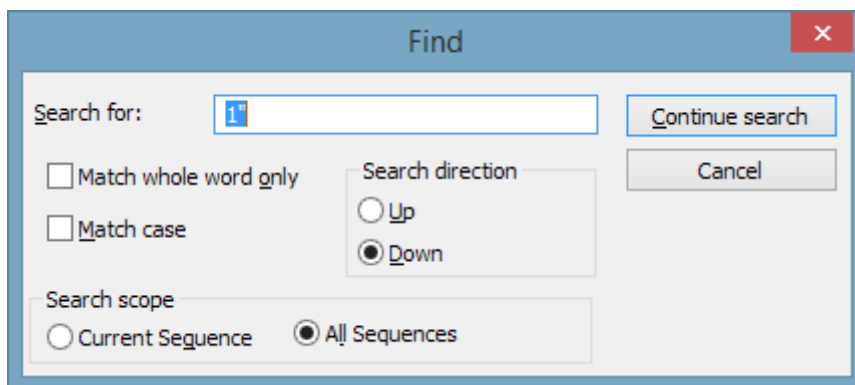 Find
Search for: 1"
Continue search
Match whole word only
Search direction
Cancel
Up
Match case
Down
Search scope
Current Sequence
All Sequences